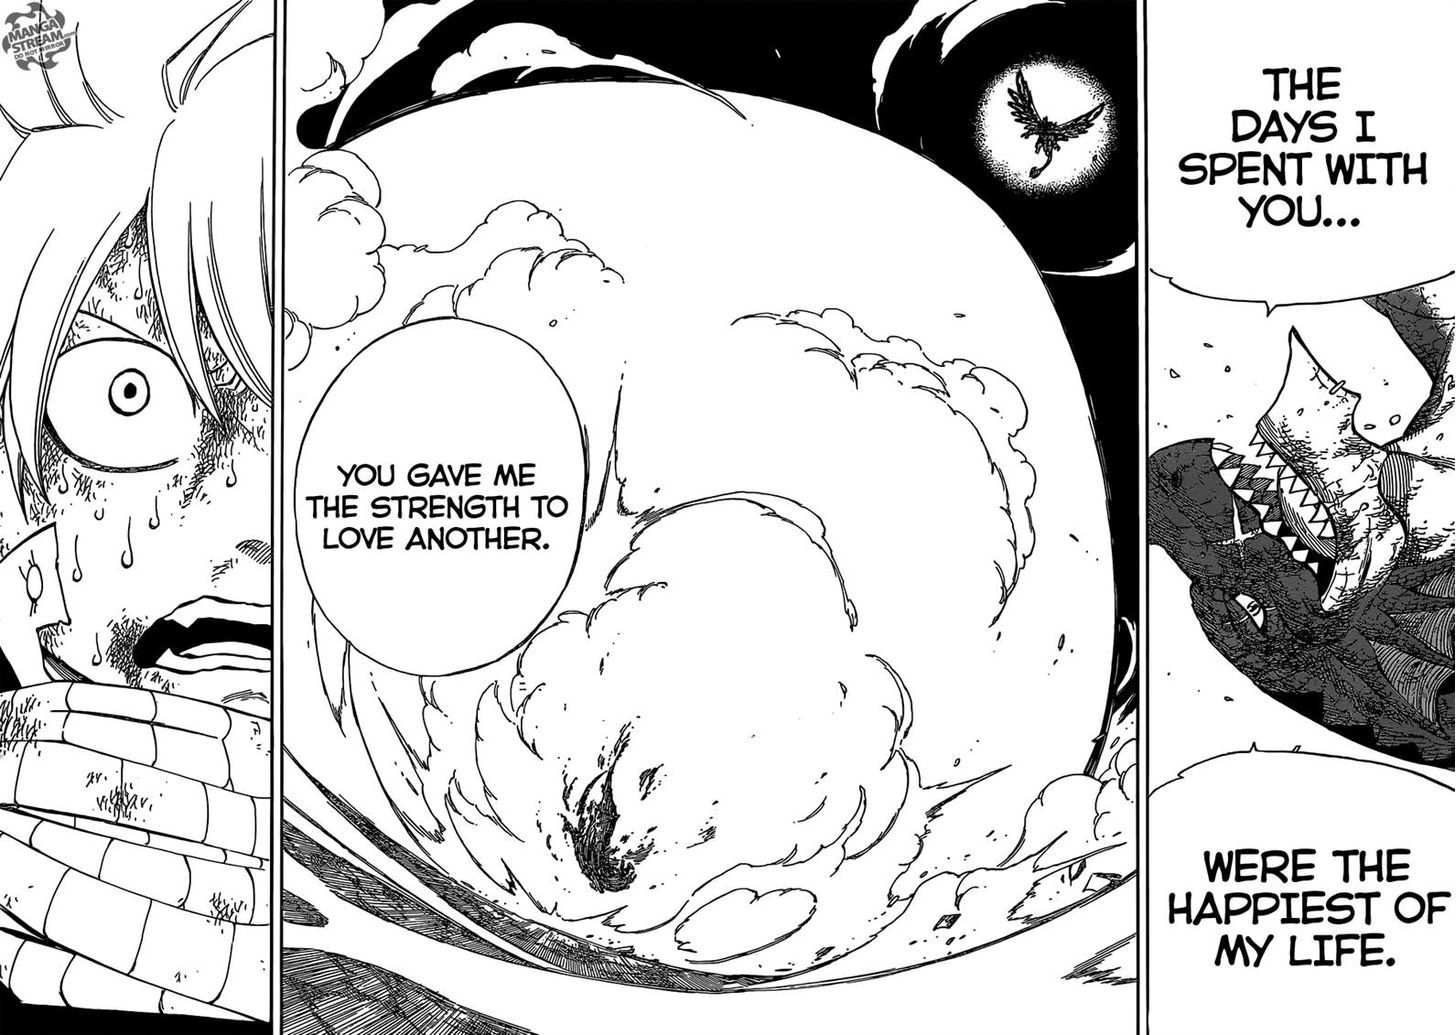 THE
DAYS I
SPENT WITH
YOU...
WERE THE
HAPPIEST OF
MY LIFE.
YOU GAVE ME
THE STRENGTH TO
LOVE ANOTHER.
MANGA
STREAM.com
DO NOT MIRROR